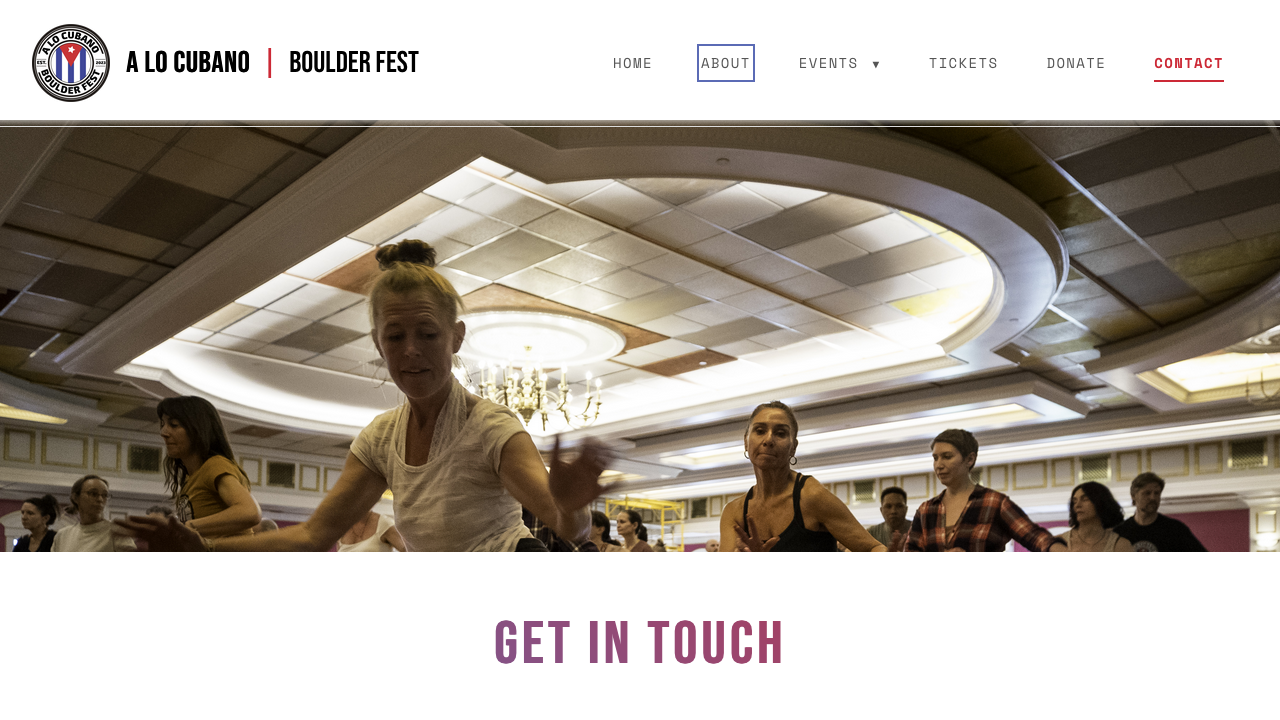 A LO CUBANO
EST. 2023
BOULDER FEST
A LO CUBANO | BOULDER FEST
HOME
ABOUT
EVENTS ▼
TICKETS
DONATE
CONTACT
GET IN TOUCH